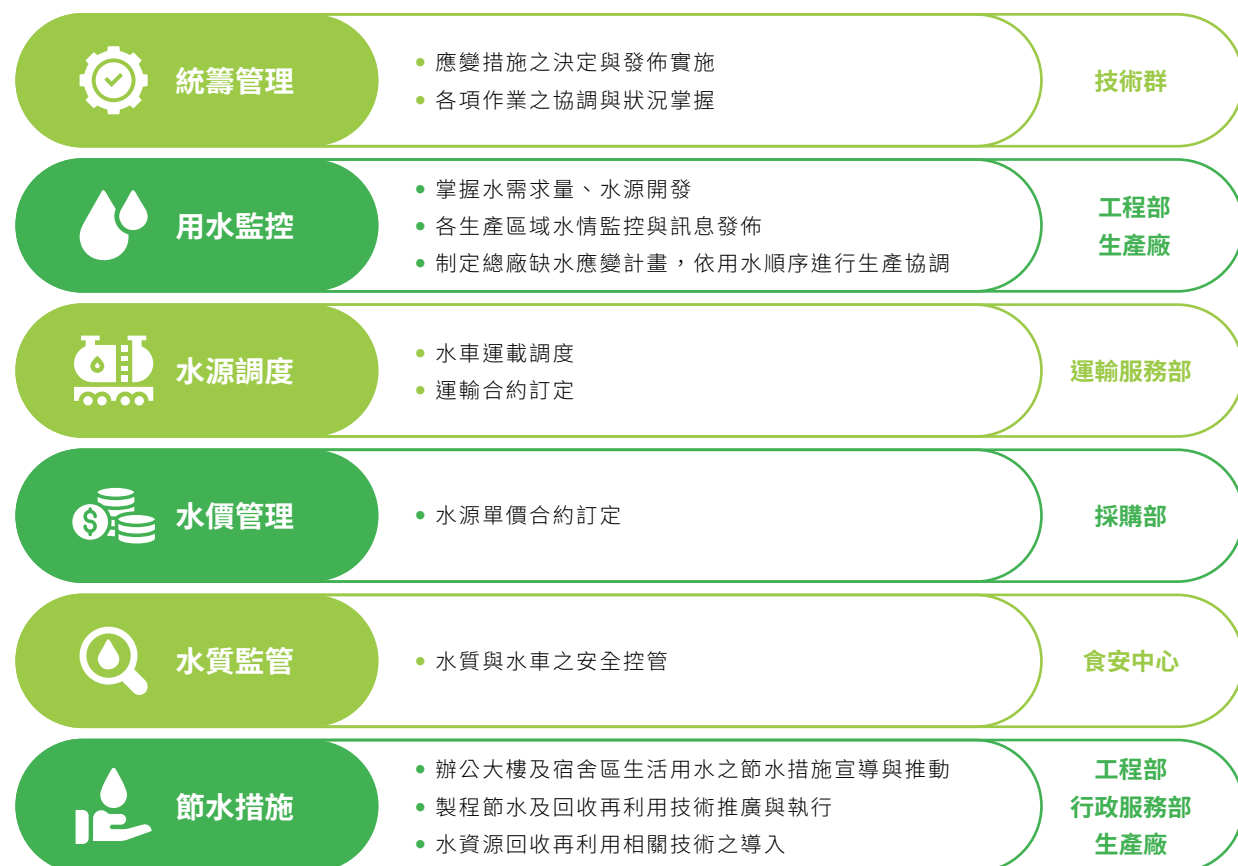 統籌管理
• 應變措施之決定與發佈實施
• 各項作業之協調與狀況掌握
技術群
用水監控
• 掌握水需求量、水源開發
• 各生產區域水情監控與訊息發佈
• 制定總廠缺水應變計畫，依用水順序進行生產協調
工程部
生產廠
水源調度
• 水車運載調度
• 運輸合約訂定
運輸服務部
水價管理
• 水源單價合約訂定
採購部
水質監管
• 水質與水車之安全控管
食安中心
節水措施
• 辦公大樓及宿舍區生活用水之節水措施宣導與推動
• 製程節水及回收再利用技術推廣與執行
• 水資源回收再利用相關技術之導入
工程部
行政服務部
生產廠